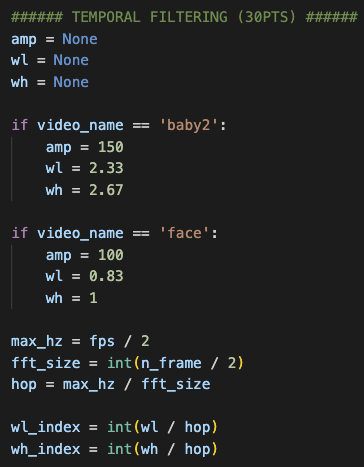 ###### TEMPORAL FILTERING (30PTS) ######
amp = None
wl = None
wh = None

if video_name == 'baby2':
    amp = 150
    wl = 2.33
    wh = 2.67

if video_name == 'face':
    amp = 100
    wl = 0.83
    wh = 1

max_hz = fps / 2
fft_size = int(n_frame / 2)
hop = max_hz / fft_size

wl_index = int(wl / hop)
wh_index = int(wh / hop)